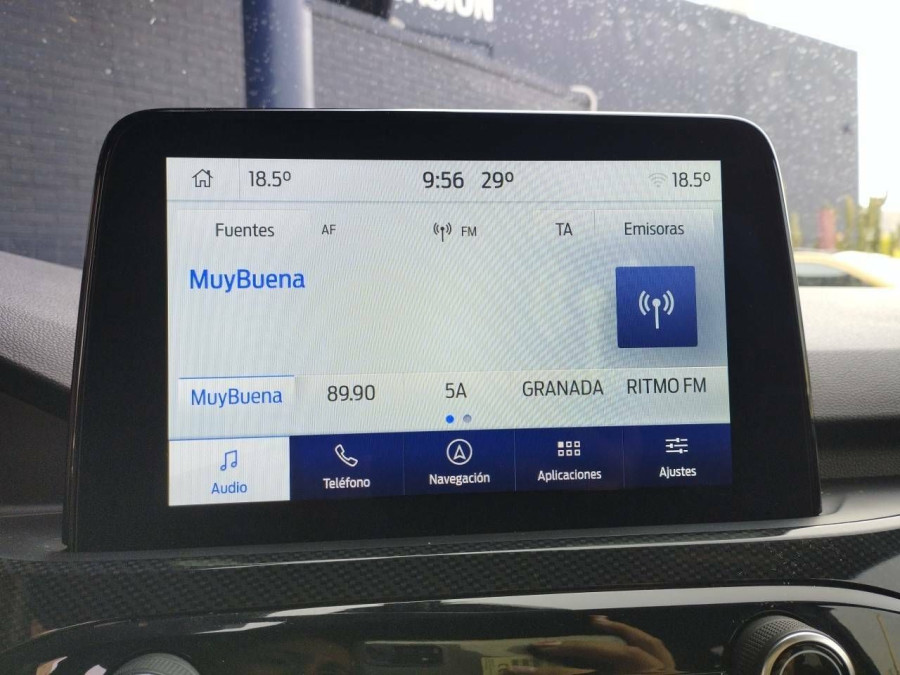 18.5º 9:56 29º 18.5º
Fuentes AF FM TA Emisoras
MuyBuena
MuyBuena 89.90 5A GRANADA RITMO FM
Audio Teléfono Navegación Aplicaciones Ajustes